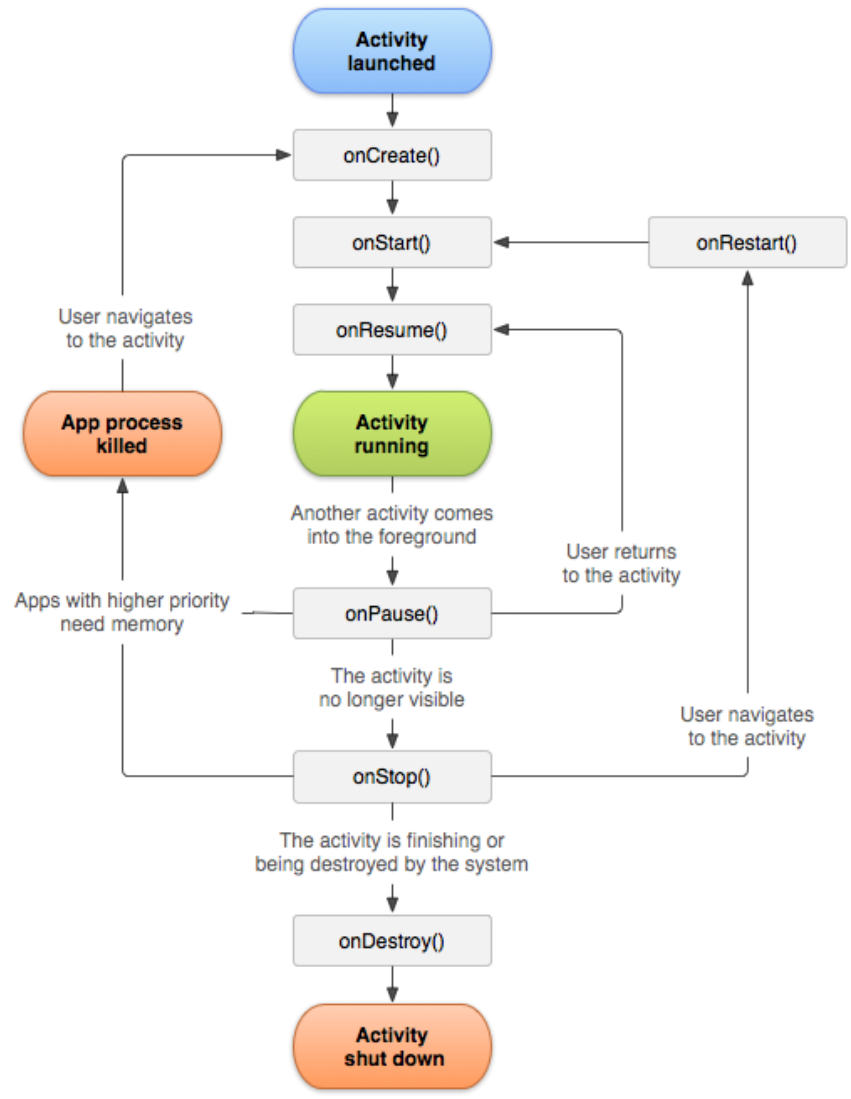 Activity
launched
onCreate()
onStart()
onRestart()
User navigates
to the activity
onResume()
App process
killed
Activity
running
Another activity comes
into the foreground
User returns
to the activity
Apps with higher priority
need memory
onPause()
The activity is
no longer visible
User navigates
to the activity
onStop()
The activity is finishing or
being destroyed by the system
onDestroy()
Activity
shut down